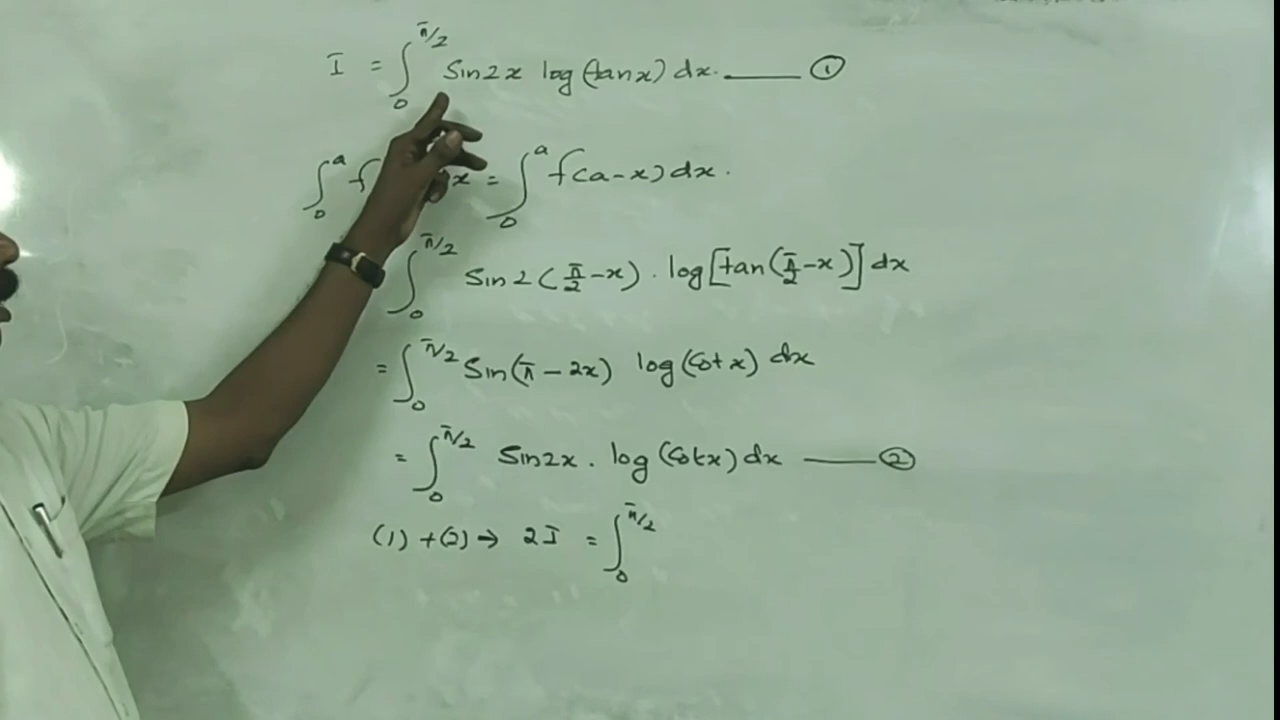 I = ∫₀^π/2 Sin2x log(tanx) dx. ——— ①
∫₀^a f x = ∫₀^a f(a-x)dx.
∫₀^π/2 Sin2(π/2-x). log[tan(π/2-x)]dx
= ∫₀^π/2 Sin(π-2x) log(Cotx) dx
= ∫₀^π/2 Sin2x. log(Cotx)dx ——— ②
(1) +(2)→ 2I = ∫₀^π/2